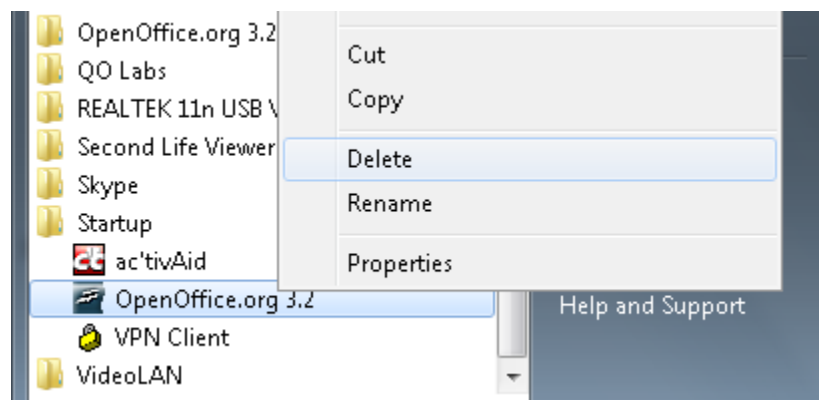 OpenOffice.org 3.2
QO Labs
REALTEK 11n USB
Second Life Viewer
Skype
Startup
ac'tivAid
OpenOffice.org 3.2
VPN Client
VideoLAN
Cut
Copy
Delete
Rename
Properties
Help and Support